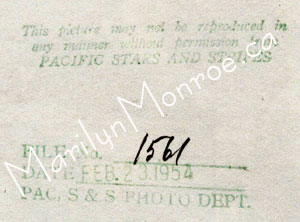 This picture may not be reproduced in
any manner without permission
PACIFIC STARS AND STRIPES
MarilynMonroe.ca
FILE No. 1561
DATE FEB. 23 1954
PAC. S & S PHOTO DEPT.